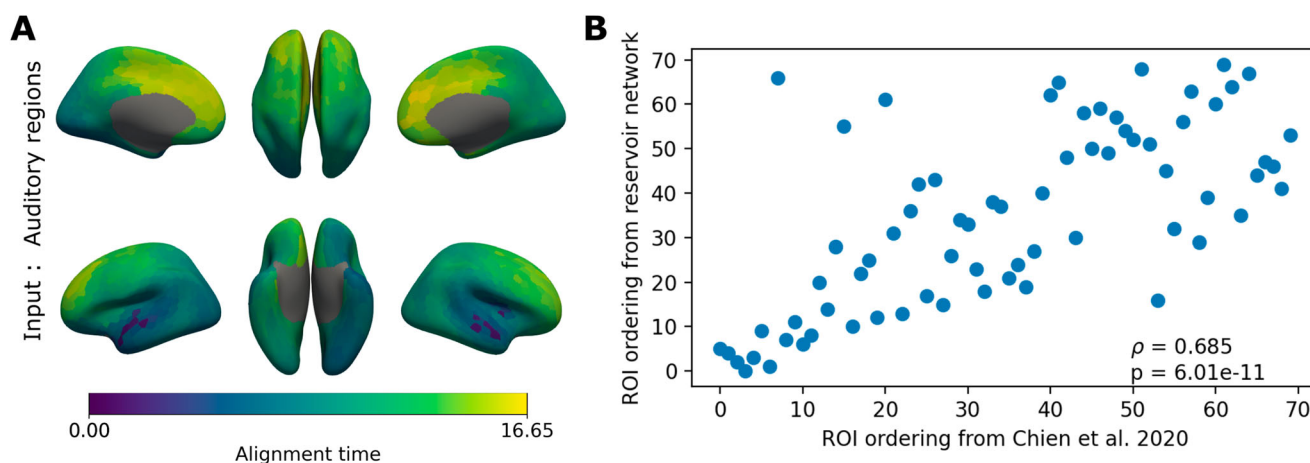 A
Input : Auditory regions
0.00
16.65
Alignment time
B
ROI ordering from reservoir network
70
60
50
40
30
20
10
0
ρ = 0.685
p = 6.01e-11
0 10 20 30 40 50 60 70
ROI ordering from Chien et al. 2020